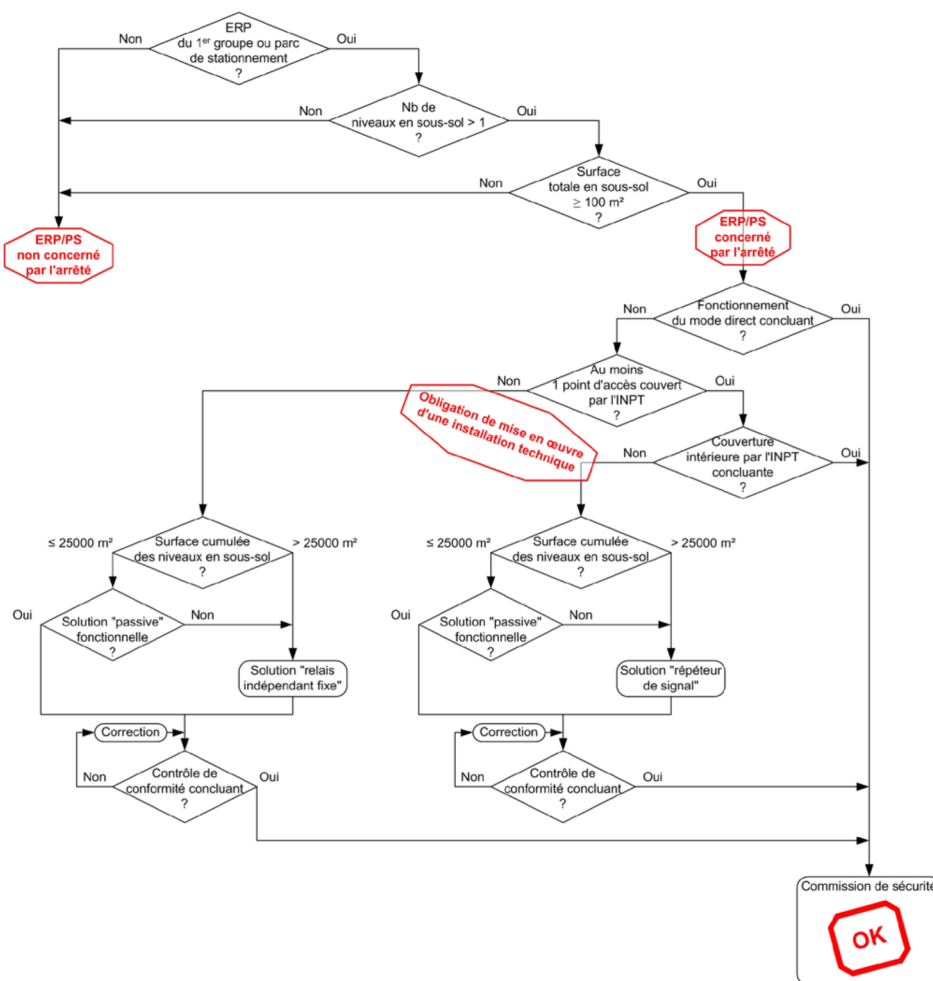 ERP
du 1er groupe ou parc
de stationnement
?
Non
Oui
Nb de
niveaux en sous-sol > 1
?
Non
Oui
Surface
totale en sous-sol
≥ 100 m²
?
Non
Oui
ERP/PS
non concerné
par l'arrêté
ERP/PS
concerné
par l'arrêté
Fonctionnement
du mode direct concluant
?
Non
Oui
Au moins
1 point d'accès couvert
par l'INPT
?
Non
Oui
Obligation de mise en œuvre
d'une installation technique
Couverture
intérieure par l'INPT
concluante
?
Non
Oui
≤ 25000 m²
Surface cumulée
des niveaux en sous-sol
?
> 25000 m²
≤ 25000 m²
Surface cumulée
des niveaux en sous-sol
?
> 25000 m²
Oui
Solution "passive"
fonctionnelle
?
Non
Oui
Solution "passive"
fonctionnelle
?
Non
Solution "relais
indépendant fixe"
Solution "répéteur
de signal"
Correction
Correction
Non
Contrôle de
conformité concluant
?
Oui
Non
Contrôle de
conformité concluant
?
Oui
Commission de sécurité
OK